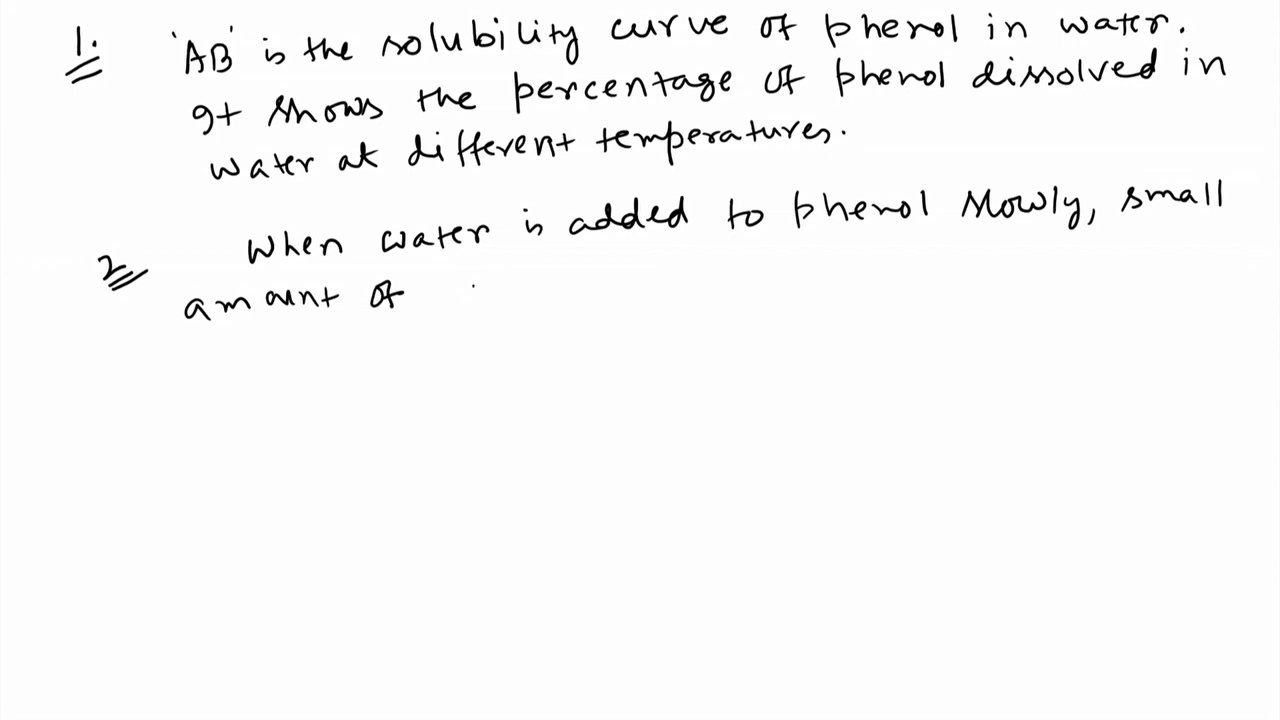 1. 'AB' is the solubility curve of phenol in water.
It shows the percentage of phenol dissolved in
water at different temperatures.
2 When water is added to phenol slowly, small
amount of